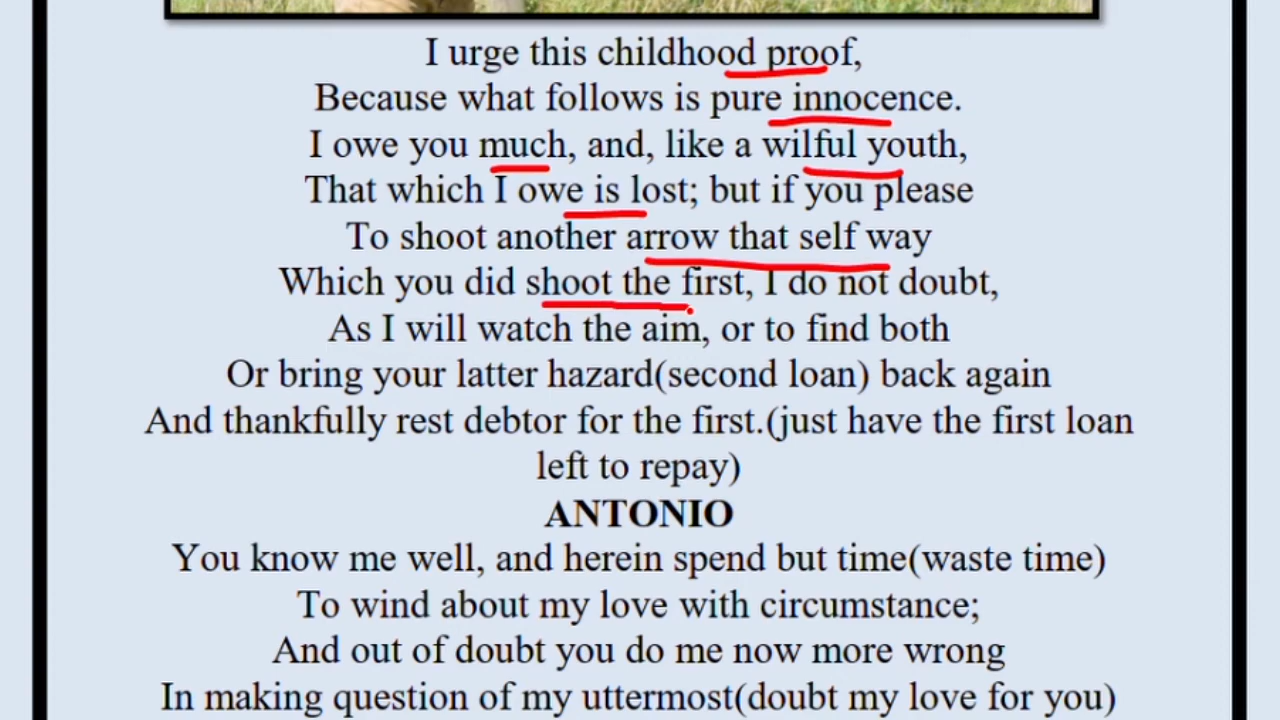 I urge this childhood proof,
Because what follows is pure innocence.
I owe you much, and, like a wilful youth,
That which I owe is lost; but if you please
To shoot another arrow that self way
Which you did shoot the first, I do not doubt,
As I will watch the aim, or to find both
Or bring your latter hazard(second loan) back again
And thankfully rest debtor for the first.(just have the first loan
left to repay)
ANTONIO
You know me well, and herein spend but time(waste time)
To wind about my love with circumstance;
And out of doubt you do me now more wrong
In making question of my uttermost(doubt my love for you)